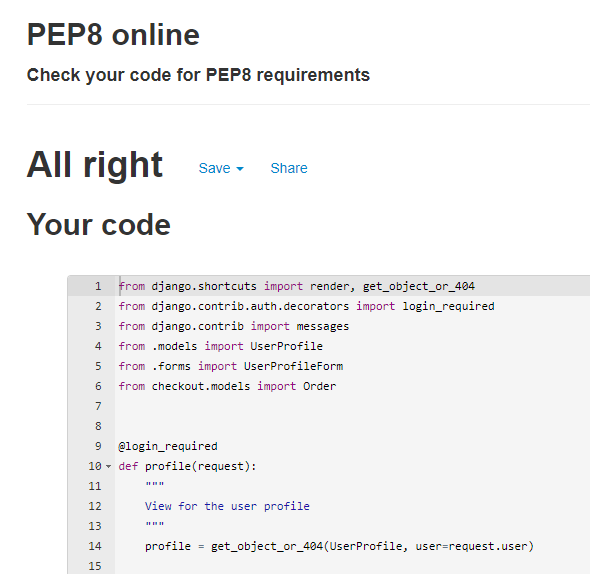 PEP8 online
Check your code for PEP8 requirements
All right Save Share
Your code
1 from django.shortcuts import render, get_object_or_404
2 from django.contrib.auth.decorators import login_required
3 from django.contrib import messages
4 from .models import UserProfile
5 from .forms import UserProfileForm
6 from checkout.models import Order
7
8
9 @login_required
10 def profile(request):
11 """
12 View for the user profile
13 """
14 profile = get_object_or_404(UserProfile, user=request.user)
15